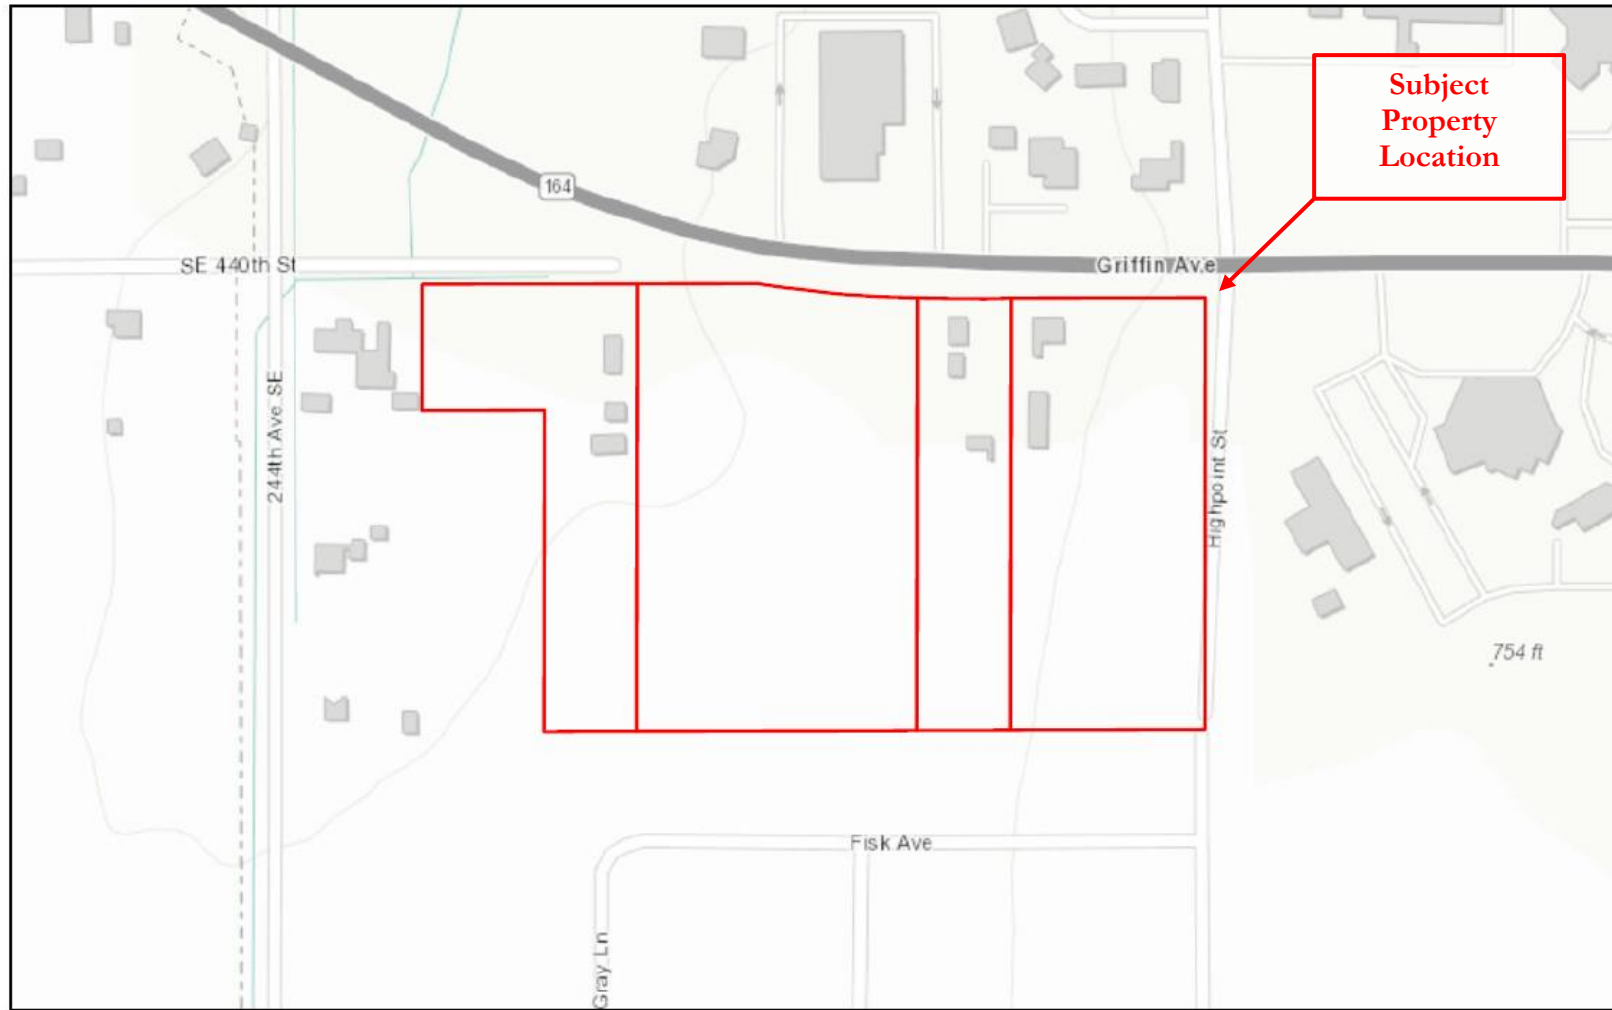 Subject
Property
Location
164
SE 440th St
Griffin Ave
244th Ave SE
Highpoint St
754 ft
Fisk Ave
Gray Ln